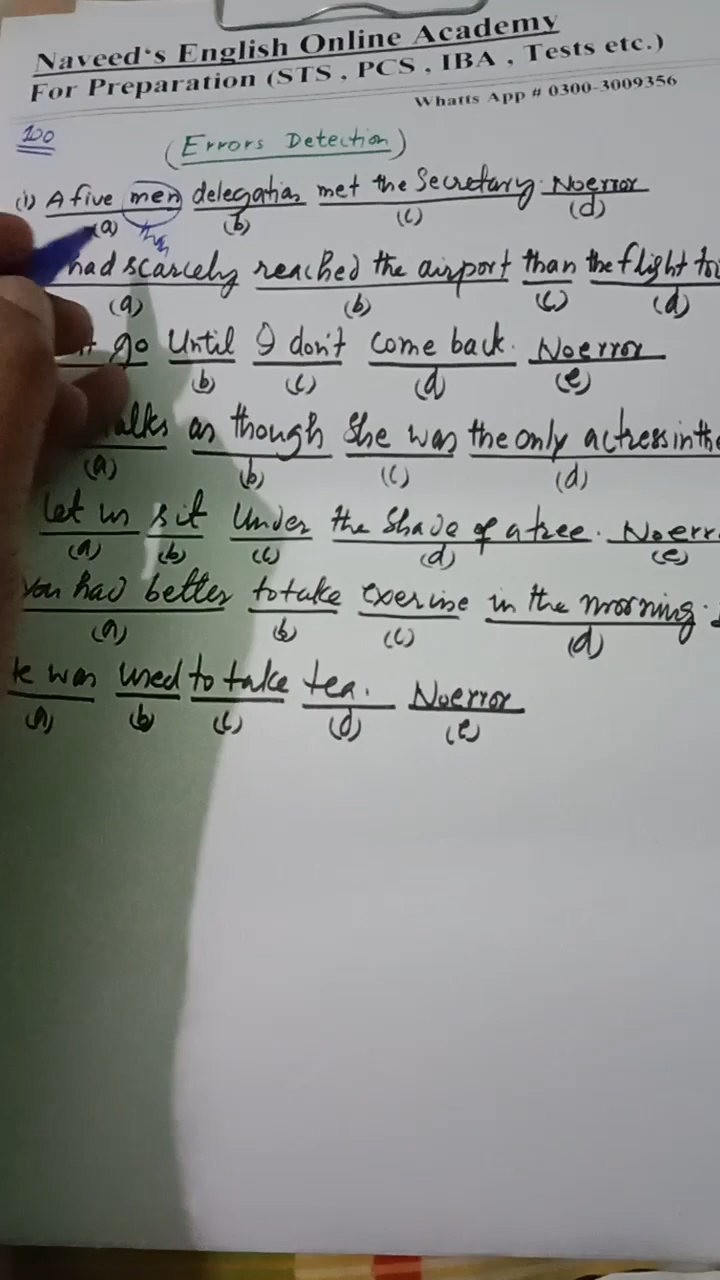 Naveed's English Online Academy
For Preparation (STS , PCS , IBA , Tests etc.)
Whatts App # 0300-3009356
100
(Errors Detection)
(i) A five men delegation met the Secretary. No error
(a) (b) (c) (d)
had scarcely reached the airport than the flight
(a) (b) (c) (d)
go Until I don't come back. No error
(b) (c) (d) (e)
as though She was the only actress in the
(a) (b) (c) (d)
Let us sit Under the Shade of a tree. No
(a) (b) (c) (d) (e)
You had better to take exercise in the morning.
(a) (b) (c) (d)
was used to take tea. No error
(a) (b) (c) (d) (e)